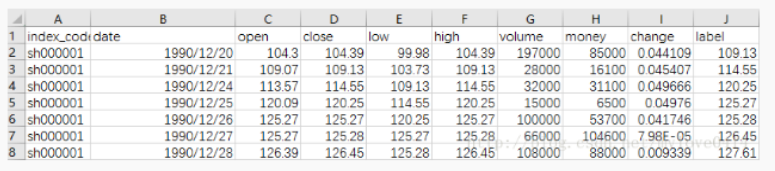 A B C D E F G H I J
1 index_code date open close low high volume money change label
2 sh000001 1990/12/20 104.3 104.39 99.98 104.39 197000 85000 0.044109 109.13
3 sh000001 1990/12/21 109.07 109.13 103.73 109.13 28000 16100 0.045407 114.55
4 sh000001 1990/12/24 113.57 114.55 109.13 114.55 32000 31100 0.049666 120.25
5 sh000001 1990/12/25 120.09 120.25 114.55 120.25 15000 6500 0.04976 125.27
6 sh000001 1990/12/26 125.27 125.27 120.25 125.27 100000 53700 0.041746 125.28
7 sh000001 1990/12/27 125.27 125.28 125.27 125.28 66000 104600 7.98E-05 126.45
8 sh000001 1990/12/28 126.39 126.45 125.28 126.45 108000 88000 0.009339 127.61